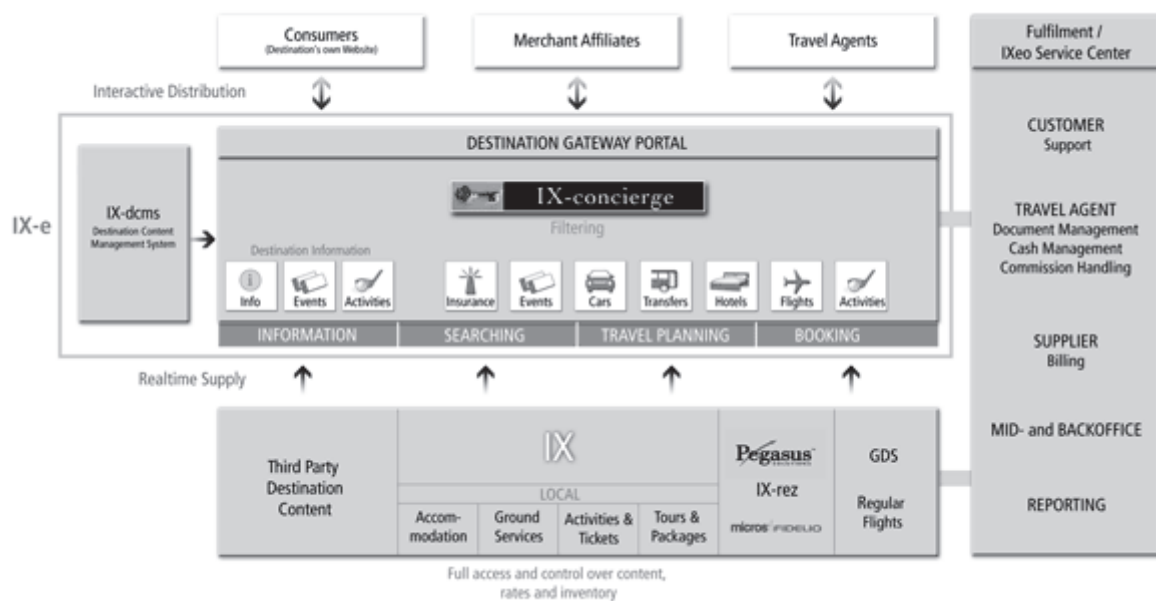 Consumers
(Destination's own Website)
Merchant Affiliates
Travel Agents
Fulfilment /
IXeo Service Center
Interactive Distribution
IX-e
IX-dcms
Destination Content
Management System
DESTINATION GATEWAY PORTAL
IX-concierge
Filtering
Destination Information
Info
Events
Activities
Insurance
Events
Cars
Transfers
Hotels
Flights
Activities
INFORMATION
SEARCHING
TRAVEL PLANNING
BOOKING
CUSTOMER
Support
TRAVEL AGENT
Document Management
Cash Management
Commission Handling
SUPPLIER
Billing
MID- and BACKOFFICE
REPORTING
Realtime Supply
Third Party
Destination
Content
IX
LOCAL
Accom-
modation
Ground
Services
Activities &
Tickets
Tours &
Packages
Pegasus
SOLUTIONS
IX-rez
micros FIDELIO
GDS
Regular
Flights
Full access and control over content,
rates and inventory